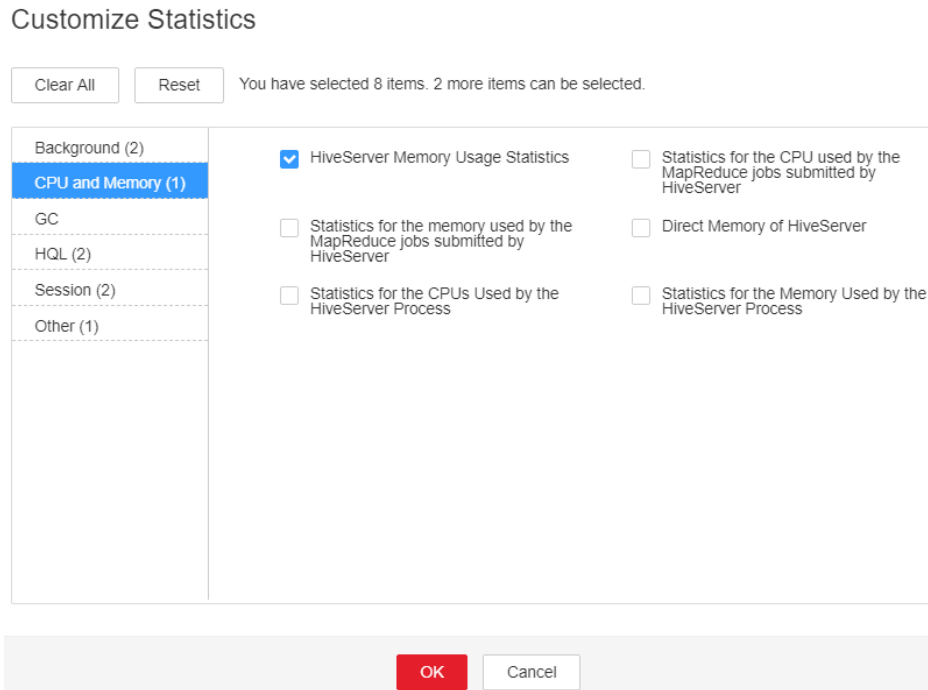 Customize Statistics
Clear All
Reset
You have selected 8 items. 2 more items can be selected.
Background (2)
CPU and Memory (1)
GC
HQL (2)
Session (2)
Other (1)
HiveServer Memory Usage Statistics
Statistics for the CPU used by the
MapReduce jobs submitted by
HiveServer
Statistics for the memory used by the
MapReduce jobs submitted by
HiveServer
Direct Memory of HiveServer
Statistics for the CPUs Used by the
HiveServer Process
Statistics for the Memory Used by the
HiveServer Process
OK
Cancel